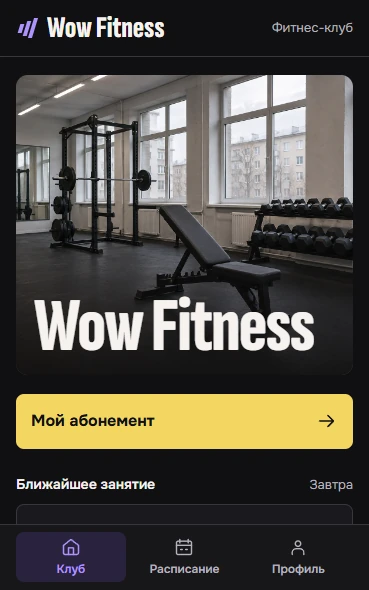 Wow Fitness
Фитнес-клуб
Wow Fitness
Мой абонемент
Ближайшее занятие
Завтра
Клуб
Расписание
Профиль